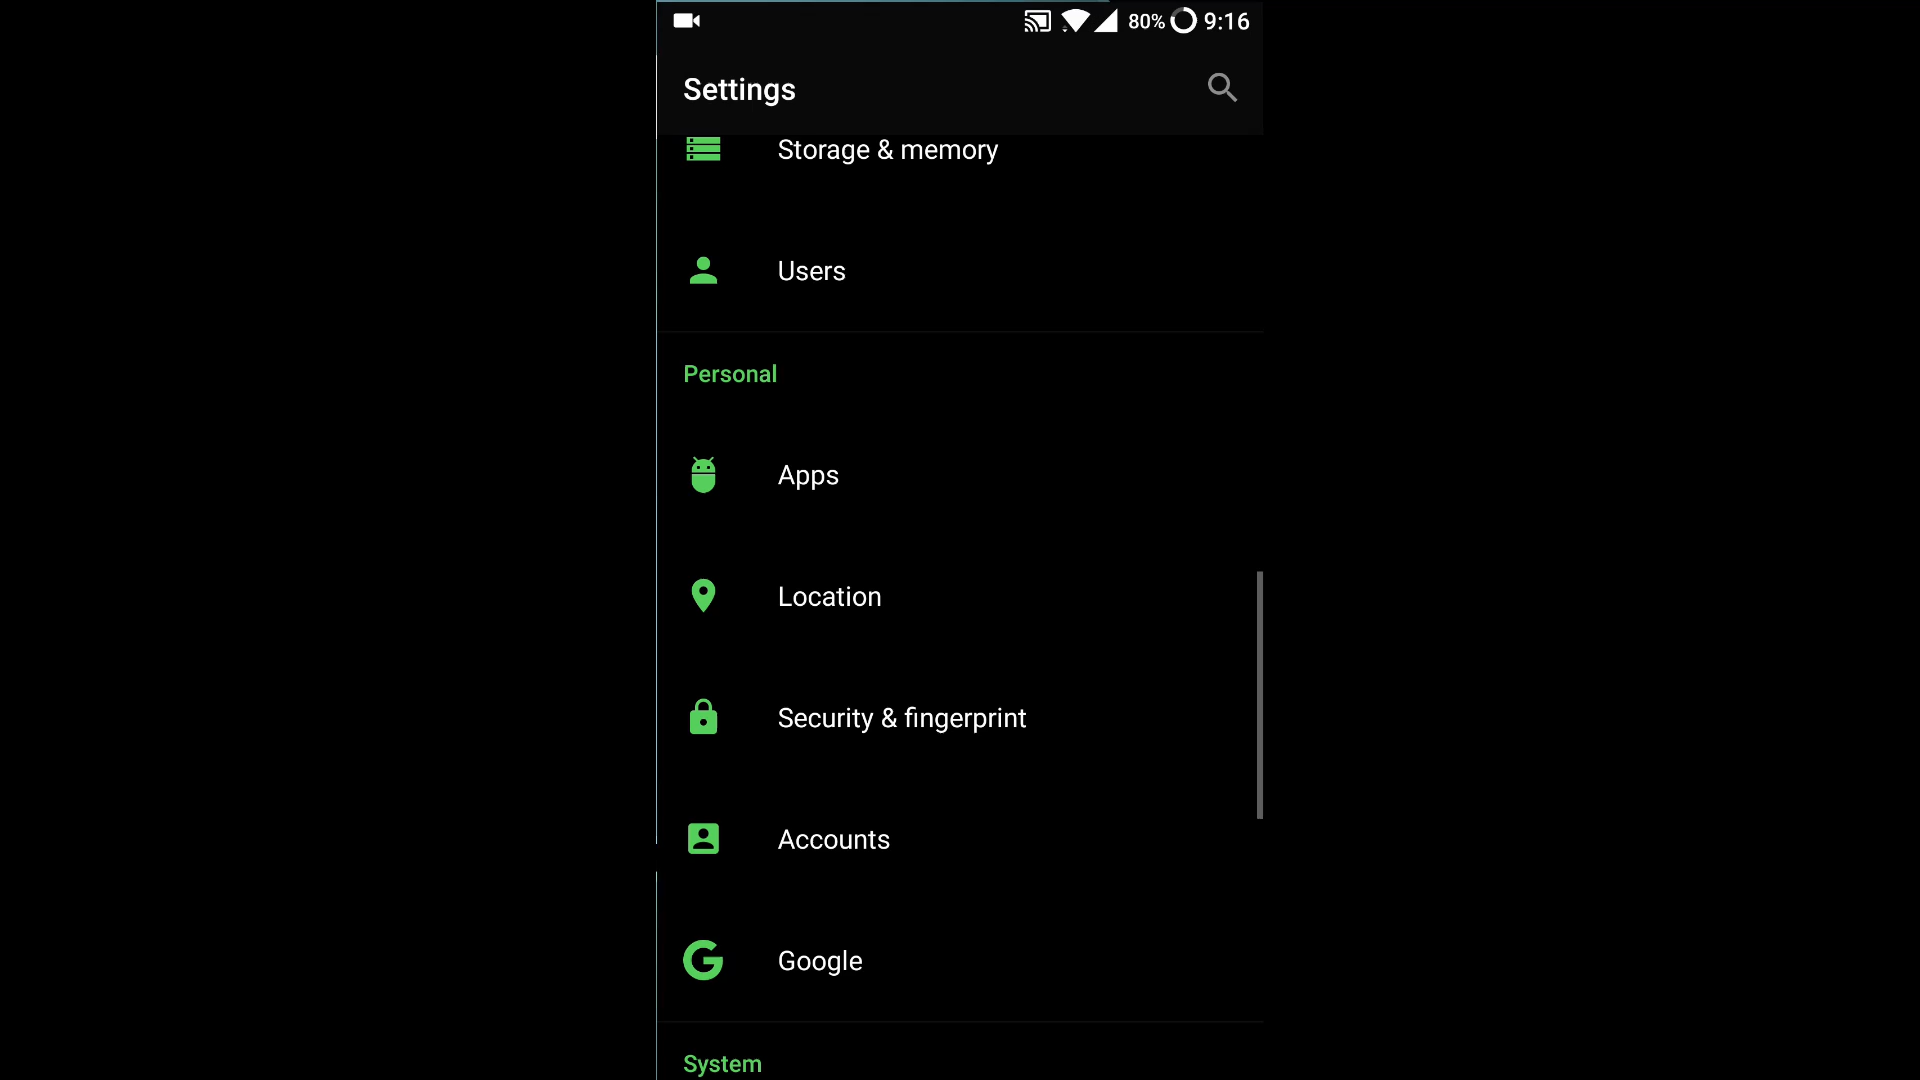 80% 9:16
Settings
Storage & memory
Users
Personal
Apps
Location
Security & fingerprint
Accounts
Google
System